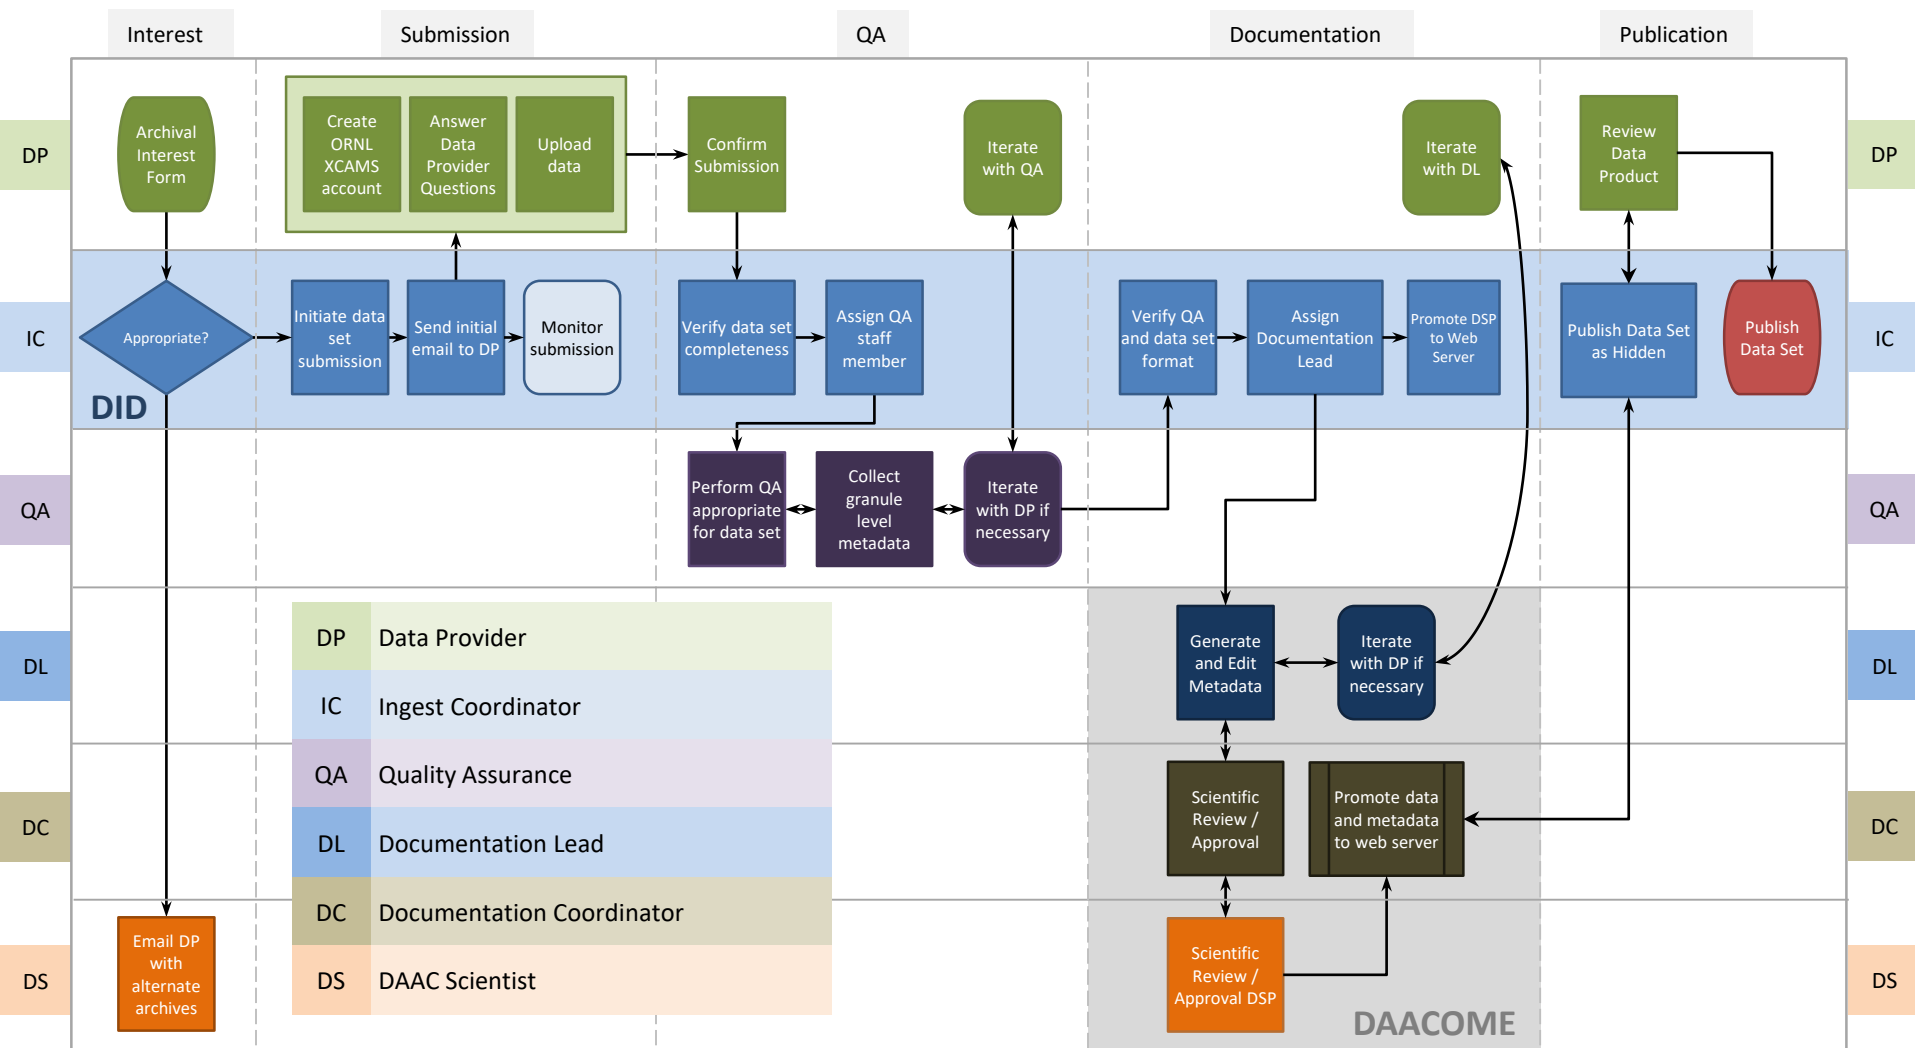 Interest
Submission
QA
Documentation
Publication
DP
Archival
Interest
Form
Create
ORNL
XCAMS
account
Answer
Data
Provider
Questions
Upload
data
Confirm
Submission
Iterate
with QA
Iterate
with DL
Review
Data
Product
DP
IC
Appropriate?
DID
Initiate data
set
submission
Send initial
email to DP
Monitor
submission
Verify data set
completeness
Assign QA
staff
member
Verify QA
and data set
format
Assign
Documentation
Lead
Promote DSP
to Web
Server
Publish Data Set
as Hidden
Publish
Data Set
IC
QA
Perform QA
appropriate
for data set
Collect
granule
level
metadata
Iterate
with DP if
necessary
QA
DL
Generate
and Edit
Metadata
Iterate
with DP if
necessary
DL
DP Data Provider
IC Ingest Coordinator
QA Quality Assurance
DL Documentation Lead
DC Documentation Coordinator
DS DAAC Scientist
DC
Scientific
Review /
Approval
Promote data
and metadata
to web server
DC
DS
Email DP
with
alternate
archives
Scientific
Review /
Approval DSP
DAACOME
DS